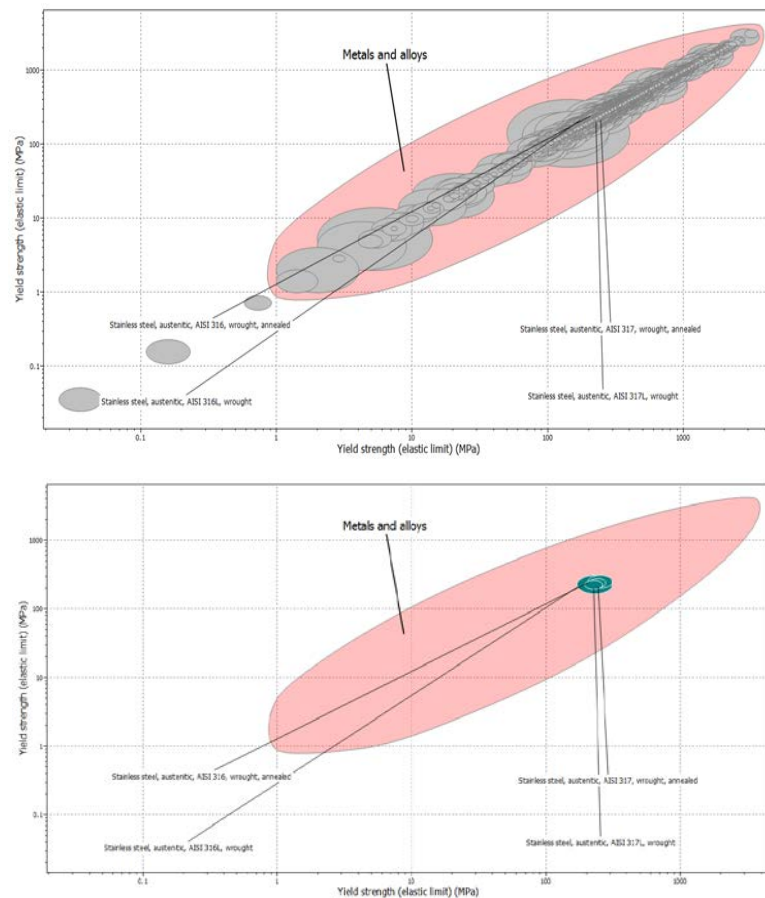 Metals and alloys
1000
100
10
1
0.1
Yield strength (elastic limit) (MPa)
Stainless steel, austenitic, AISI 316, wrought, annealed
Stainless steel, austenitic, AISI 317, wrought, annealed
Stainless steel, austenitic, AISI 316L, wrought
Stainless steel, austenitic, AISI 317L, wrought
0.1 1 10 100 1000
Yield strength (elastic limit) (MPa)
Metals and alloys
1000
100
10
1
0.1
Yield strength (elastic limit) (MPa)
Stainless steel, austenitic, AISI 316, wrought, annealed
Stainless steel, austenitic, AISI 317, wrought, annealed
Stainless steel, austenitic, AISI 316L, wrought
Stainless steel, austenitic, AISI 317L, wrought
0.1 1 10 100 1000
Yield strength (elastic limit) (MPa)